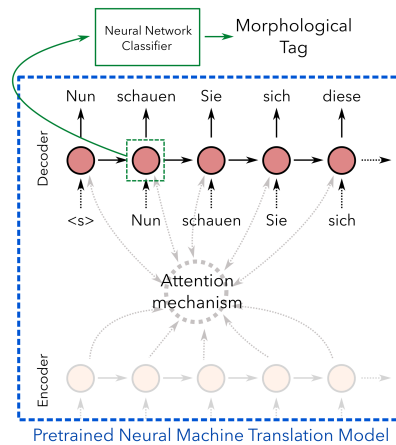 Neural Network
Classifier
Morphological
Tag
Nun schauen Sie sich diese
Decoder
<s> Nun schauen Sie sich
Attention
mechanism
Encoder
Pretrained Neural Machine Translation Model